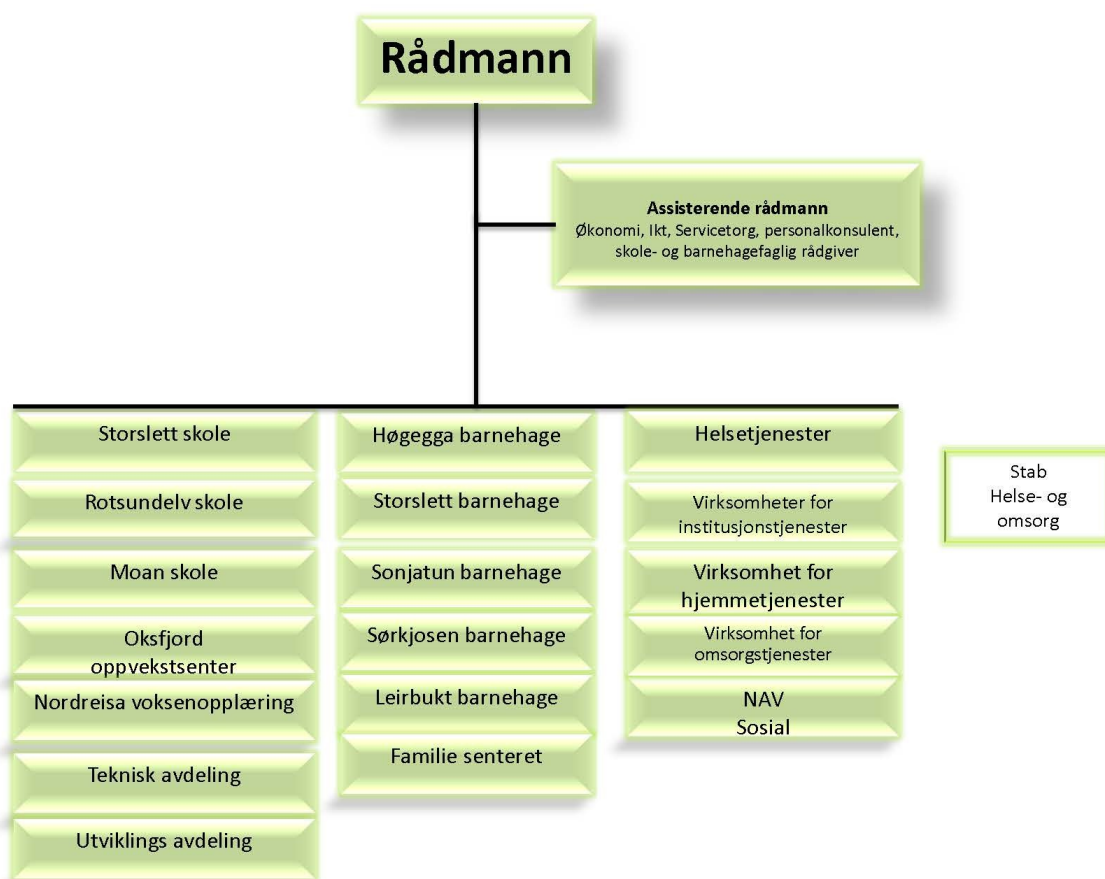 Rådmann
Assisterende rådmann
Økonomi, Ikt, Servicetorg, personalkonsulent,
skole- og barnehagefaglig rådgiver
Storslett skole
Rotsundelv skole
Moan skole
Oksfjord
oppvekstsenter
Nordreisa voksenopplæring
Teknisk avdeling
Utviklings avdeling
Høgegga barnehage
Storslett barnehage
Sonjatun barnehage
Sørkjosen barnehage
Leirbukt barnehage
Familie senteret
Helsetjenester
Virksomheter for
institusjonstjenester
Virksomhet for
hjemmetjenester
Virksomhet for
omsorgstjenester
NAV
Sosial
Stab
Helse- og
omsorg